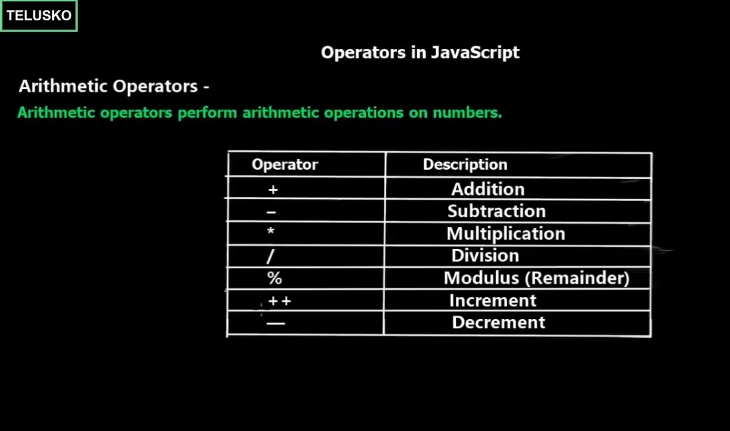 TELUSKO
Operators in JavaScript
Arithmetic Operators -
Arithmetic operators perform arithmetic operations on numbers.
Operator Description
+ Addition
– Subtraction
* Multiplication
/ Division
% Modulus (Remainder)
++ Increment
— Decrement